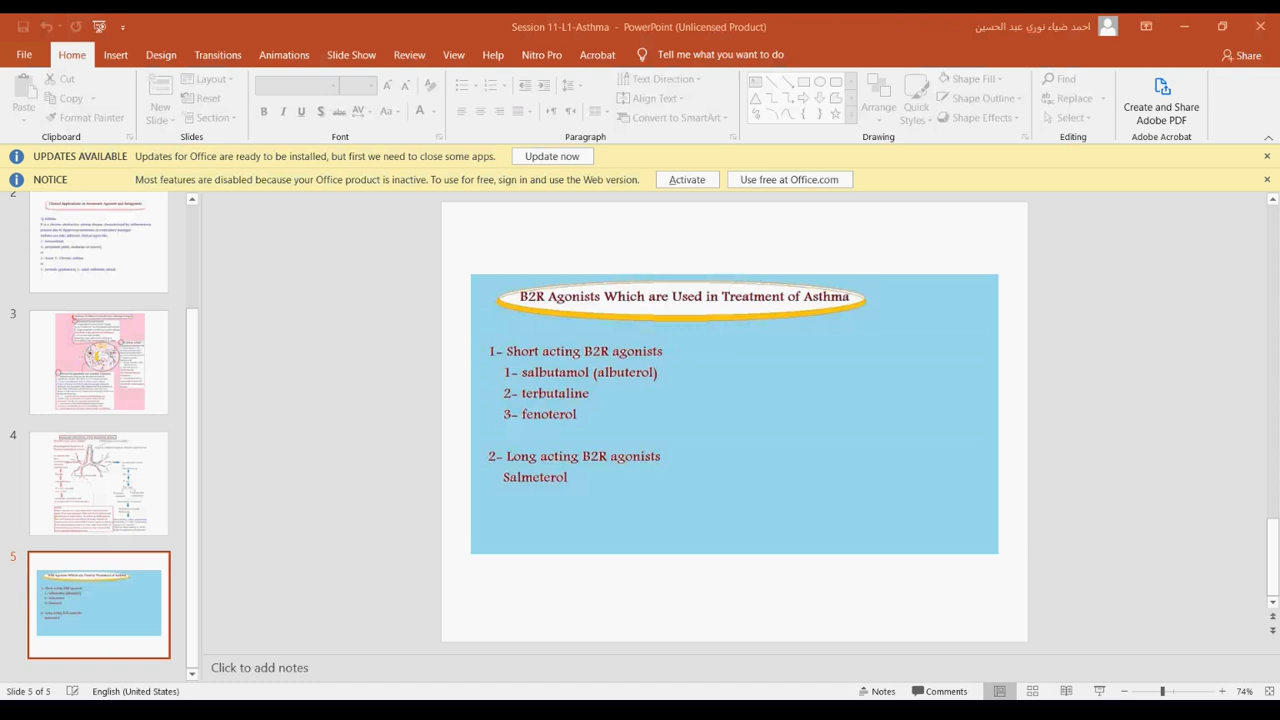 Session 11-L1-Asthma - PowerPoint (Unlicensed Product)
احمد ضياء نوري عبد الحسين
File Home Insert Design Transitions Animations Slide Show Review View Help Nitro Pro Acrobat Tell me what you want to do Share
Paste Cut Copy Format Painter
Clipboard
New Slide Layout Reset Section
Slides
B I U S abc AV Aa A
Font
Text Direction Align Text Convert to SmartArt
Paragraph
Arrange Quick Styles Shape Fill Shape Outline Shape Effects
Drawing
Find Replace Select
Editing
Create and Share Adobe PDF
Adobe Acrobat
UPDATES AVAILABLE Updates for Office are ready to be installed, but first we need to close some apps. Update now
NOTICE Most features are disabled because your Office product is inactive. To use for free, sign in and use the Web version. Activate Use free at Office.com
2
3
4
5
B2R Agonists Which are Used in Treatment of Asthma
1- Short acting B2R agonists
1- salbutamol (albuterol)
2- terbutaline
3- fenoterol
2- Long acting B2R agonists
Salmeterol
Click to add notes
Slide 5 of 5 English (United States) Notes Comments 74%